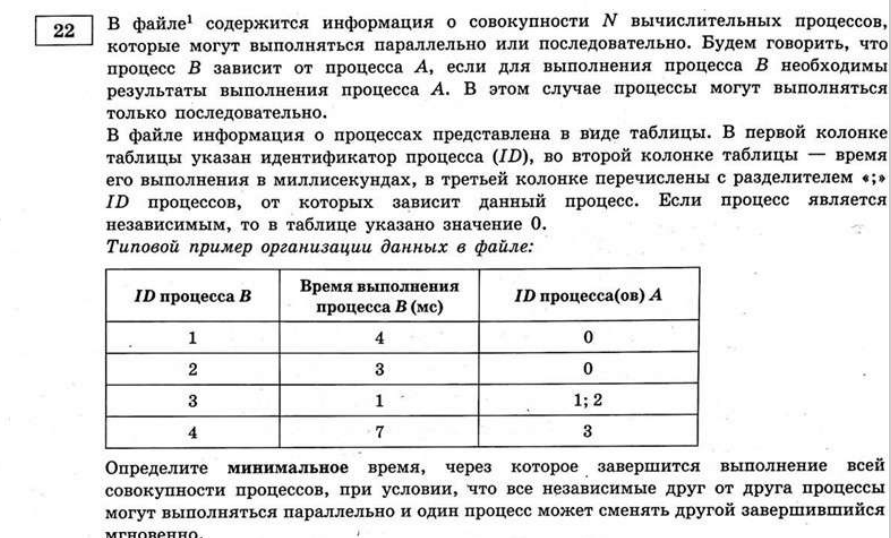 22
В файле¹ содержится информация о совокупности N вычислительных процессов,
которые могут выполняться параллельно или последовательно. Будем говорить, что
процесс B зависит от процесса A, если для выполнения процесса B необходимы
результаты выполнения процесса A. В этом случае процессы могут выполняться
только последовательно.
В файле информация о процессах представлена в виде таблицы. В первой колонке
таблицы указан идентификатор процесса (ID), во второй колонке таблицы — время
его выполнения в миллисекундах, в третьей колонке перечислены с разделителем «;»
ID процессов, от которых зависит данный процесс. Если процесс является
независимым, то в таблице указано значение 0.
Типовой пример организации данных в файле:
ID процесса B
Время выполнения
процесса B (мс)
ID процесса(ов) A
1 4 0
2 3 0
3 1 1; 2
4 7 3
Определите минимальное время, через которое завершится выполнение всей
совокупности процессов, при условии, что все независимые друг от друга процессы
могут выполняться параллельно и один процесс может сменять другой завершившийся
мгновенно.